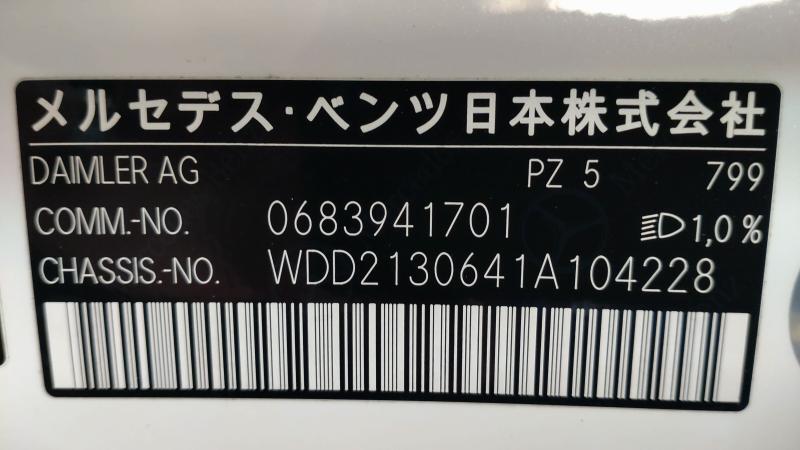 メルセデス・ベンツ日本株式会社
DAIMLER AG PZ 5 799
COMM.-NO. 0683941701 1,0 %
CHASSIS.-NO. WDD2130641A104228